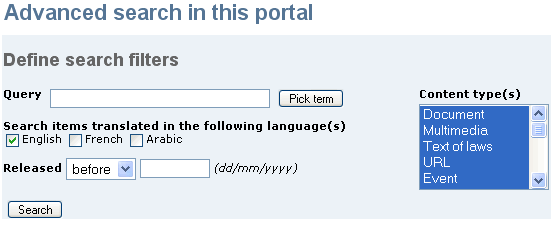 Advanced search in this portal
Define search filters
Query Pick term
Search items translated in the following language(s)
English French Arabic
Released before (dd/mm/yyyy)
Search
Content type(s)
Document
Multimedia
Text of laws
URL
Event